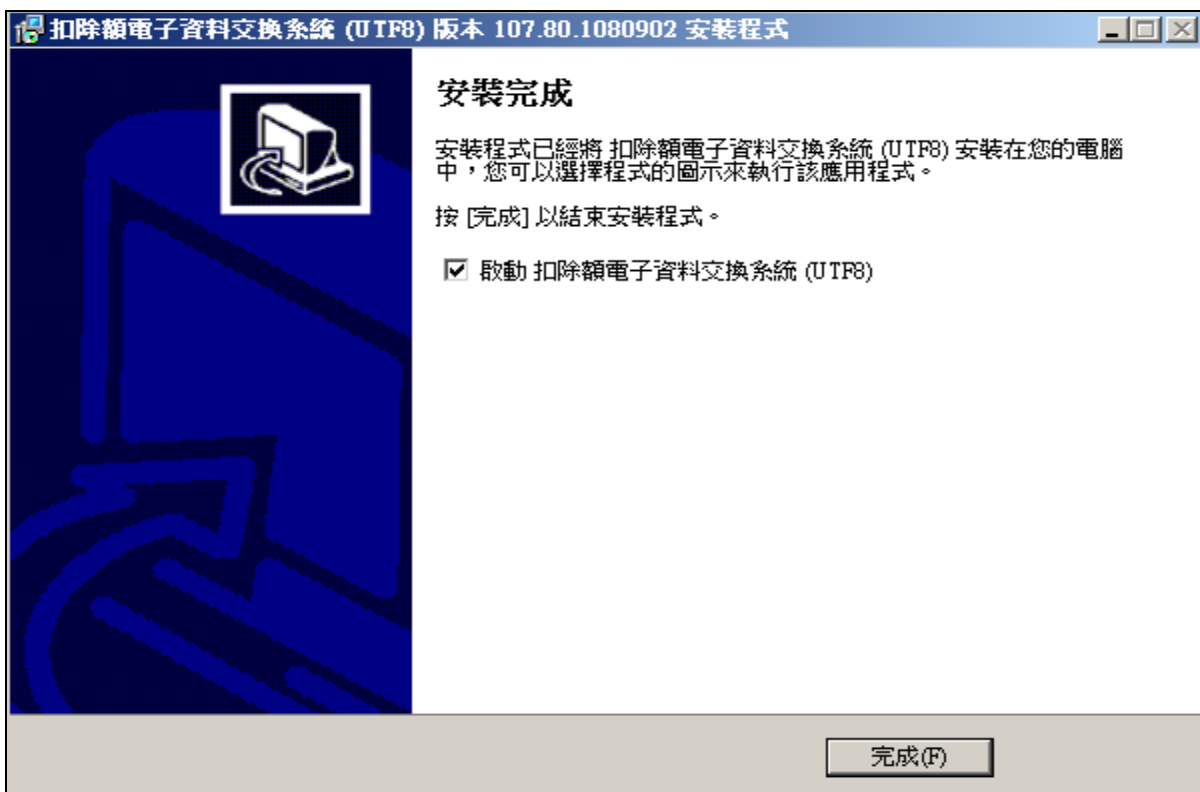 扣除額電子資料交換系統 (UTF8) 版本 107.80.1080902 安裝程式
安裝完成
安裝程式已經將 扣除額電子資料交換系統 (UTF8) 安裝在您的電腦
中，您可以選擇程式的圖示來執行該應用程式。
按 [完成] 以結束安裝程式。
啟動 扣除額電子資料交換系統 (UTF8)
完成(F)